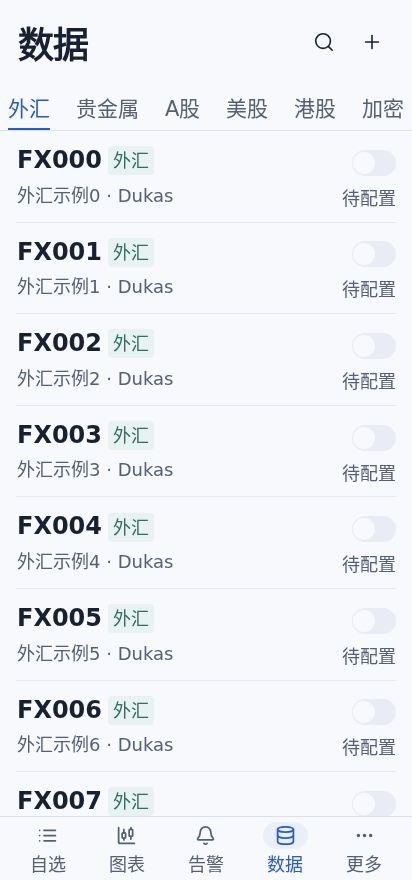 数据
外汇 贵金属 A股 美股 港股 加密
FX000 外汇
外汇示例0 · Dukas 待配置
FX001 外汇
外汇示例1 · Dukas 待配置
FX002 外汇
外汇示例2 · Dukas 待配置
FX003 外汇
外汇示例3 · Dukas 待配置
FX004 外汇
外汇示例4 · Dukas 待配置
FX005 外汇
外汇示例5 · Dukas 待配置
FX006 外汇
外汇示例6 · Dukas 待配置
FX007 外汇
自选 图表 告警 数据 更多